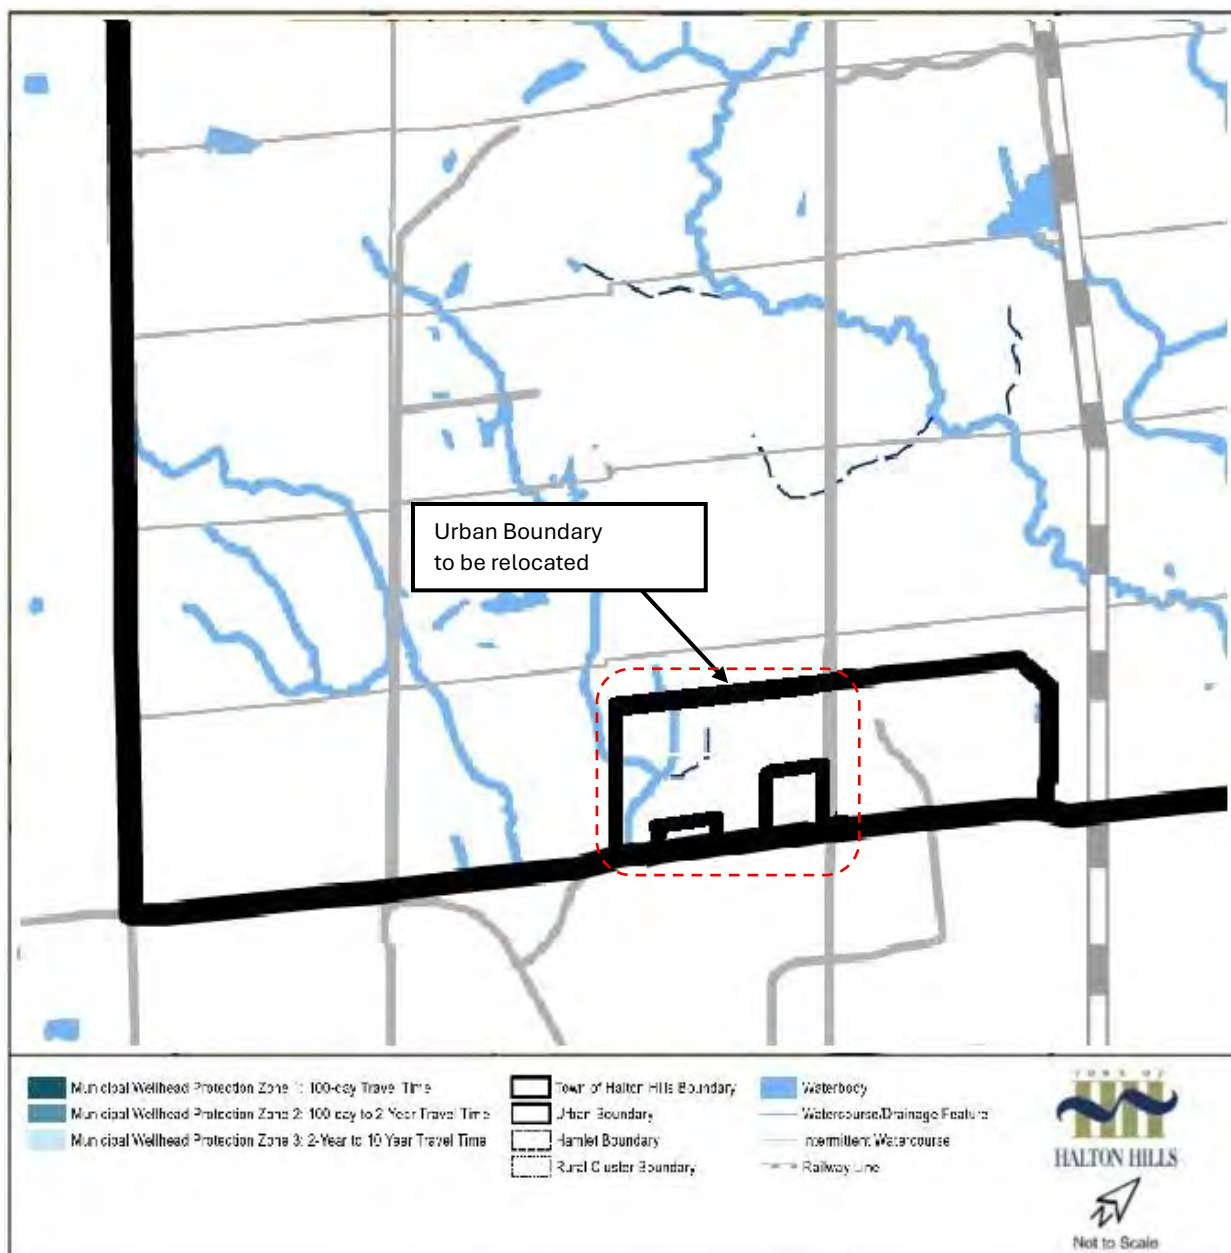 Urban Boundary
to be relocated
Municipal Wellhead Protection Zone 1: 100-day Travel Time
Municipal Wellhead Protection Zone 2: 100 day to 2 Year Travel Time
Municipal Wellhead Protection Zone 3: 2-Year to 10 Year Travel Time
Town of Halton Hills Boundary
Urban Boundary
Hamlet Boundary
Rural Cluster Boundary
Waterbody
Watercourse/Drainage Feature
Intermittent Watercourse
Railway Line
TOWN OF
HALTON HILLS
Z
Not to Scale